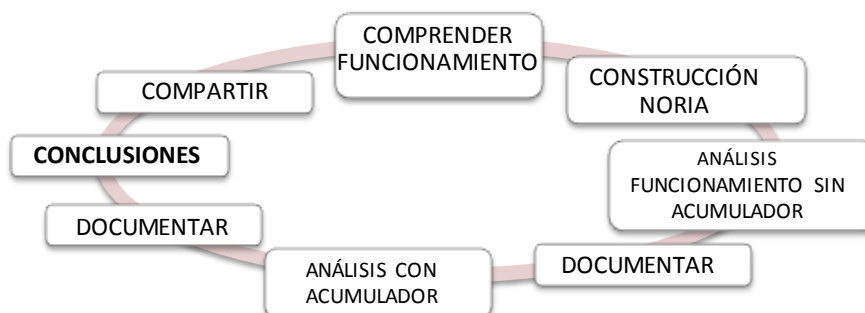 COMPRENDER
FUNCIONAMIENTO
CONSTRUCCIÓN
NORIA
ANÁLISIS
FUNCIONAMIENTO SIN
ACUMULADOR
DOCUMENTAR
ANÁLISIS CON
ACUMULADOR
DOCUMENTAR
CONCLUSIONES
COMPARTIR